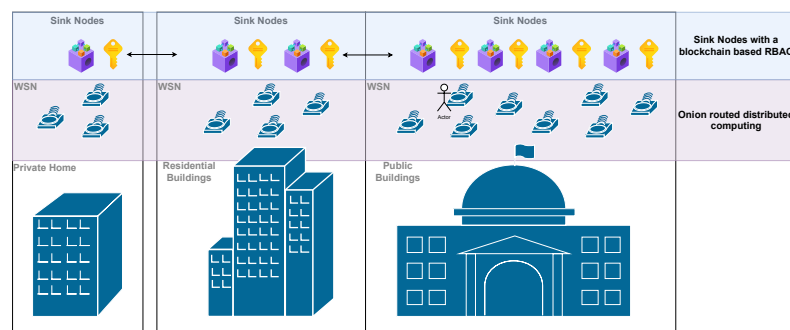 Sink Nodes
Sink Nodes
Sink Nodes
Sink Nodes with a
blockchain based RBAC
WSN
WSN
WSN
Actor
Onion routed distributed
computing
Private Home
Residential
Buildings
Public
Buildings